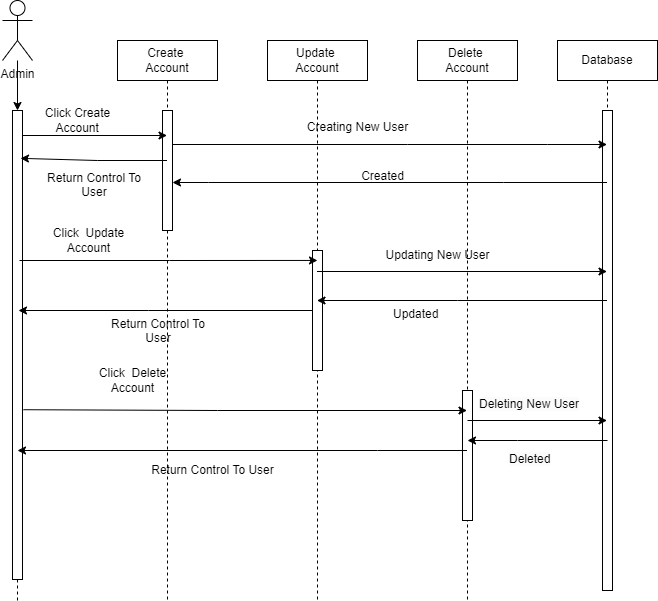 Admin
Create
Account
Update
Account
Delete
Account
Database
Click Create
Account
Creating New User
Return Control To
User
Created
Click  Update
Account
Updating New User
Return Control To
User
Updated
Click  Delete
Account
Deleting New User
Return Control To User
Deleted